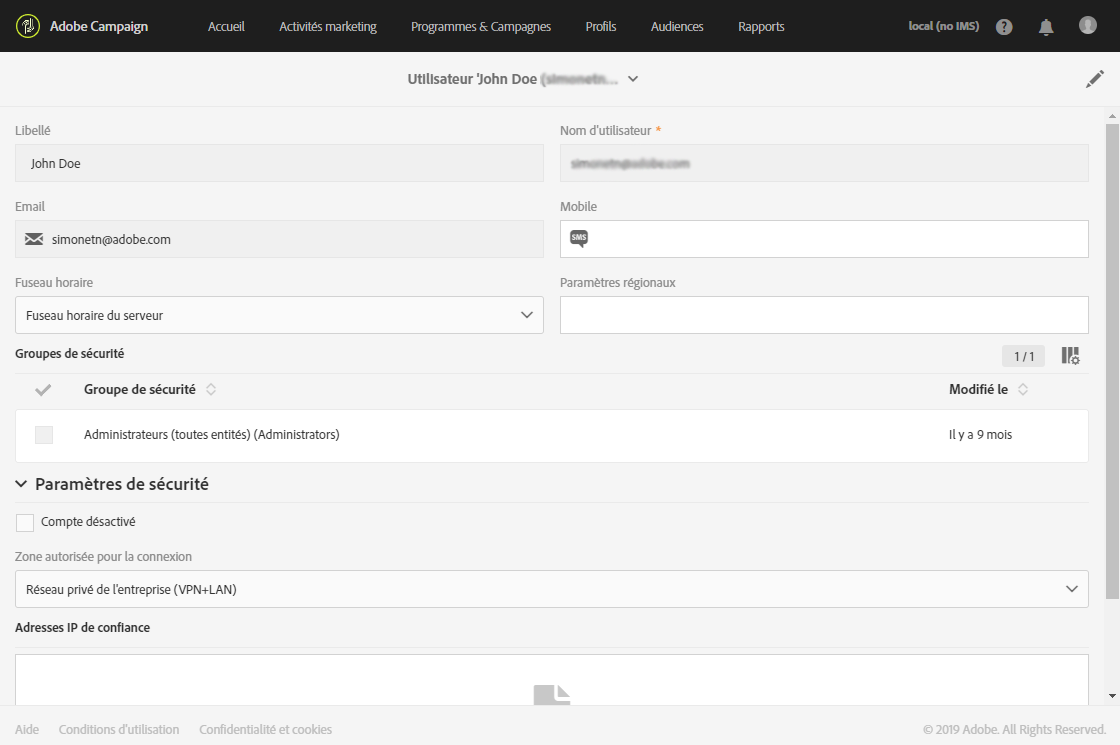 Adobe Campaign Accueil Activités marketing Programmes & Campagnes Profils Audiences Rapports local (no IMS) ?
Utilisateur 'John Doe
Libellé Nom d'utilisateur *
John Doe
Email Mobile
simonetn@adobe.com SMS
Fuseau horaire Paramètres régionaux
Fuseau horaire du serveur
Groupes de sécurité 1 / 1
Groupe de sécurité Modifié le
Administrateurs (toutes entités) (Administrators) Il y a 9 mois
Paramètres de sécurité
Compte désactivé
Zone autorisée pour la connexion
Réseau privé de l'entreprise (VPN+LAN)
Adresses IP de confiance
Aide Conditions d'utilisation Confidentialité et cookies © 2019 Adobe. All Rights Reserved.